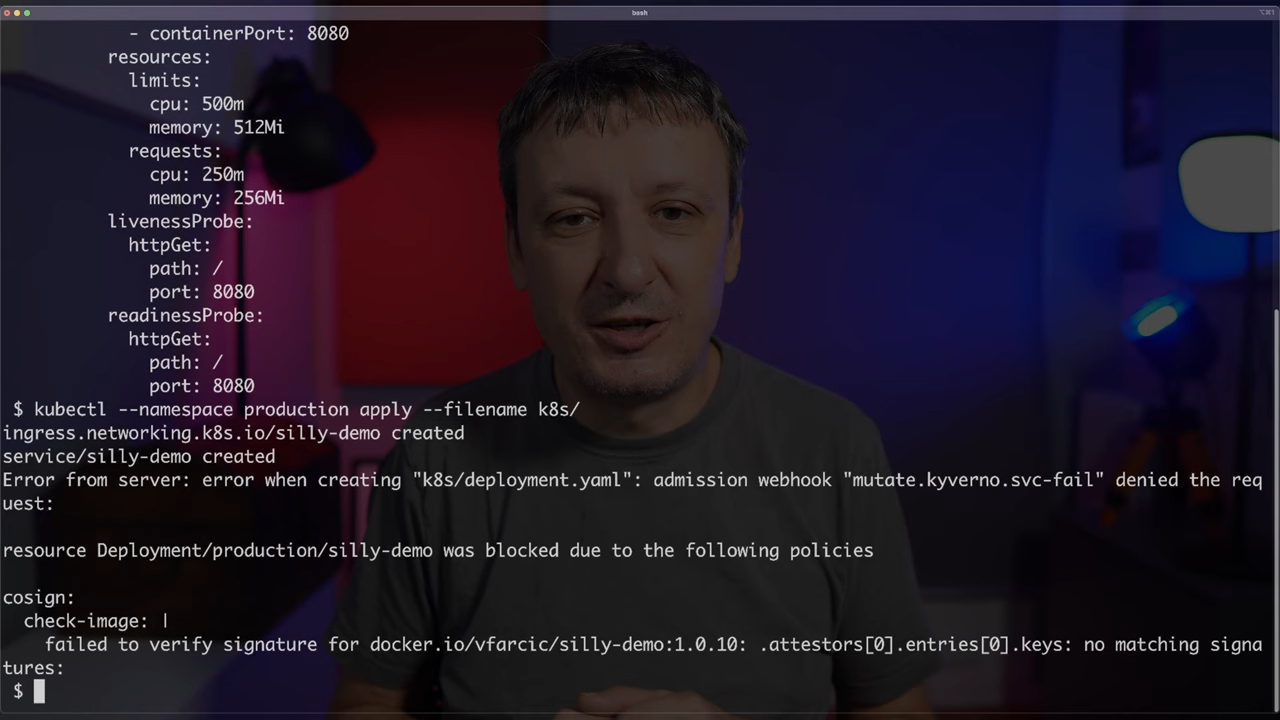 bash
- containerPort: 8080
resources:
limits:
cpu: 500m
memory: 512Mi
requests:
cpu: 250m
memory: 256Mi
livenessProbe:
httpGet:
path: /
port: 8080
readinessProbe:
httpGet:
path: /
port: 8080
$ kubectl --namespace production apply --filename k8s/
ingress.networking.k8s.io/silly-demo created
service/silly-demo created
Error from server: error when creating "k8s/deployment.yaml": admission webhook "mutate.kyverno.svc-fail" denied the req
uest:
resource Deployment/production/silly-demo was blocked due to the following policies
cosign:
check-image: |
failed to verify signature for docker.io/vfarcic/silly-demo:1.0.10: .attestors[0].entries[0].keys: no matching signa
tures:
$